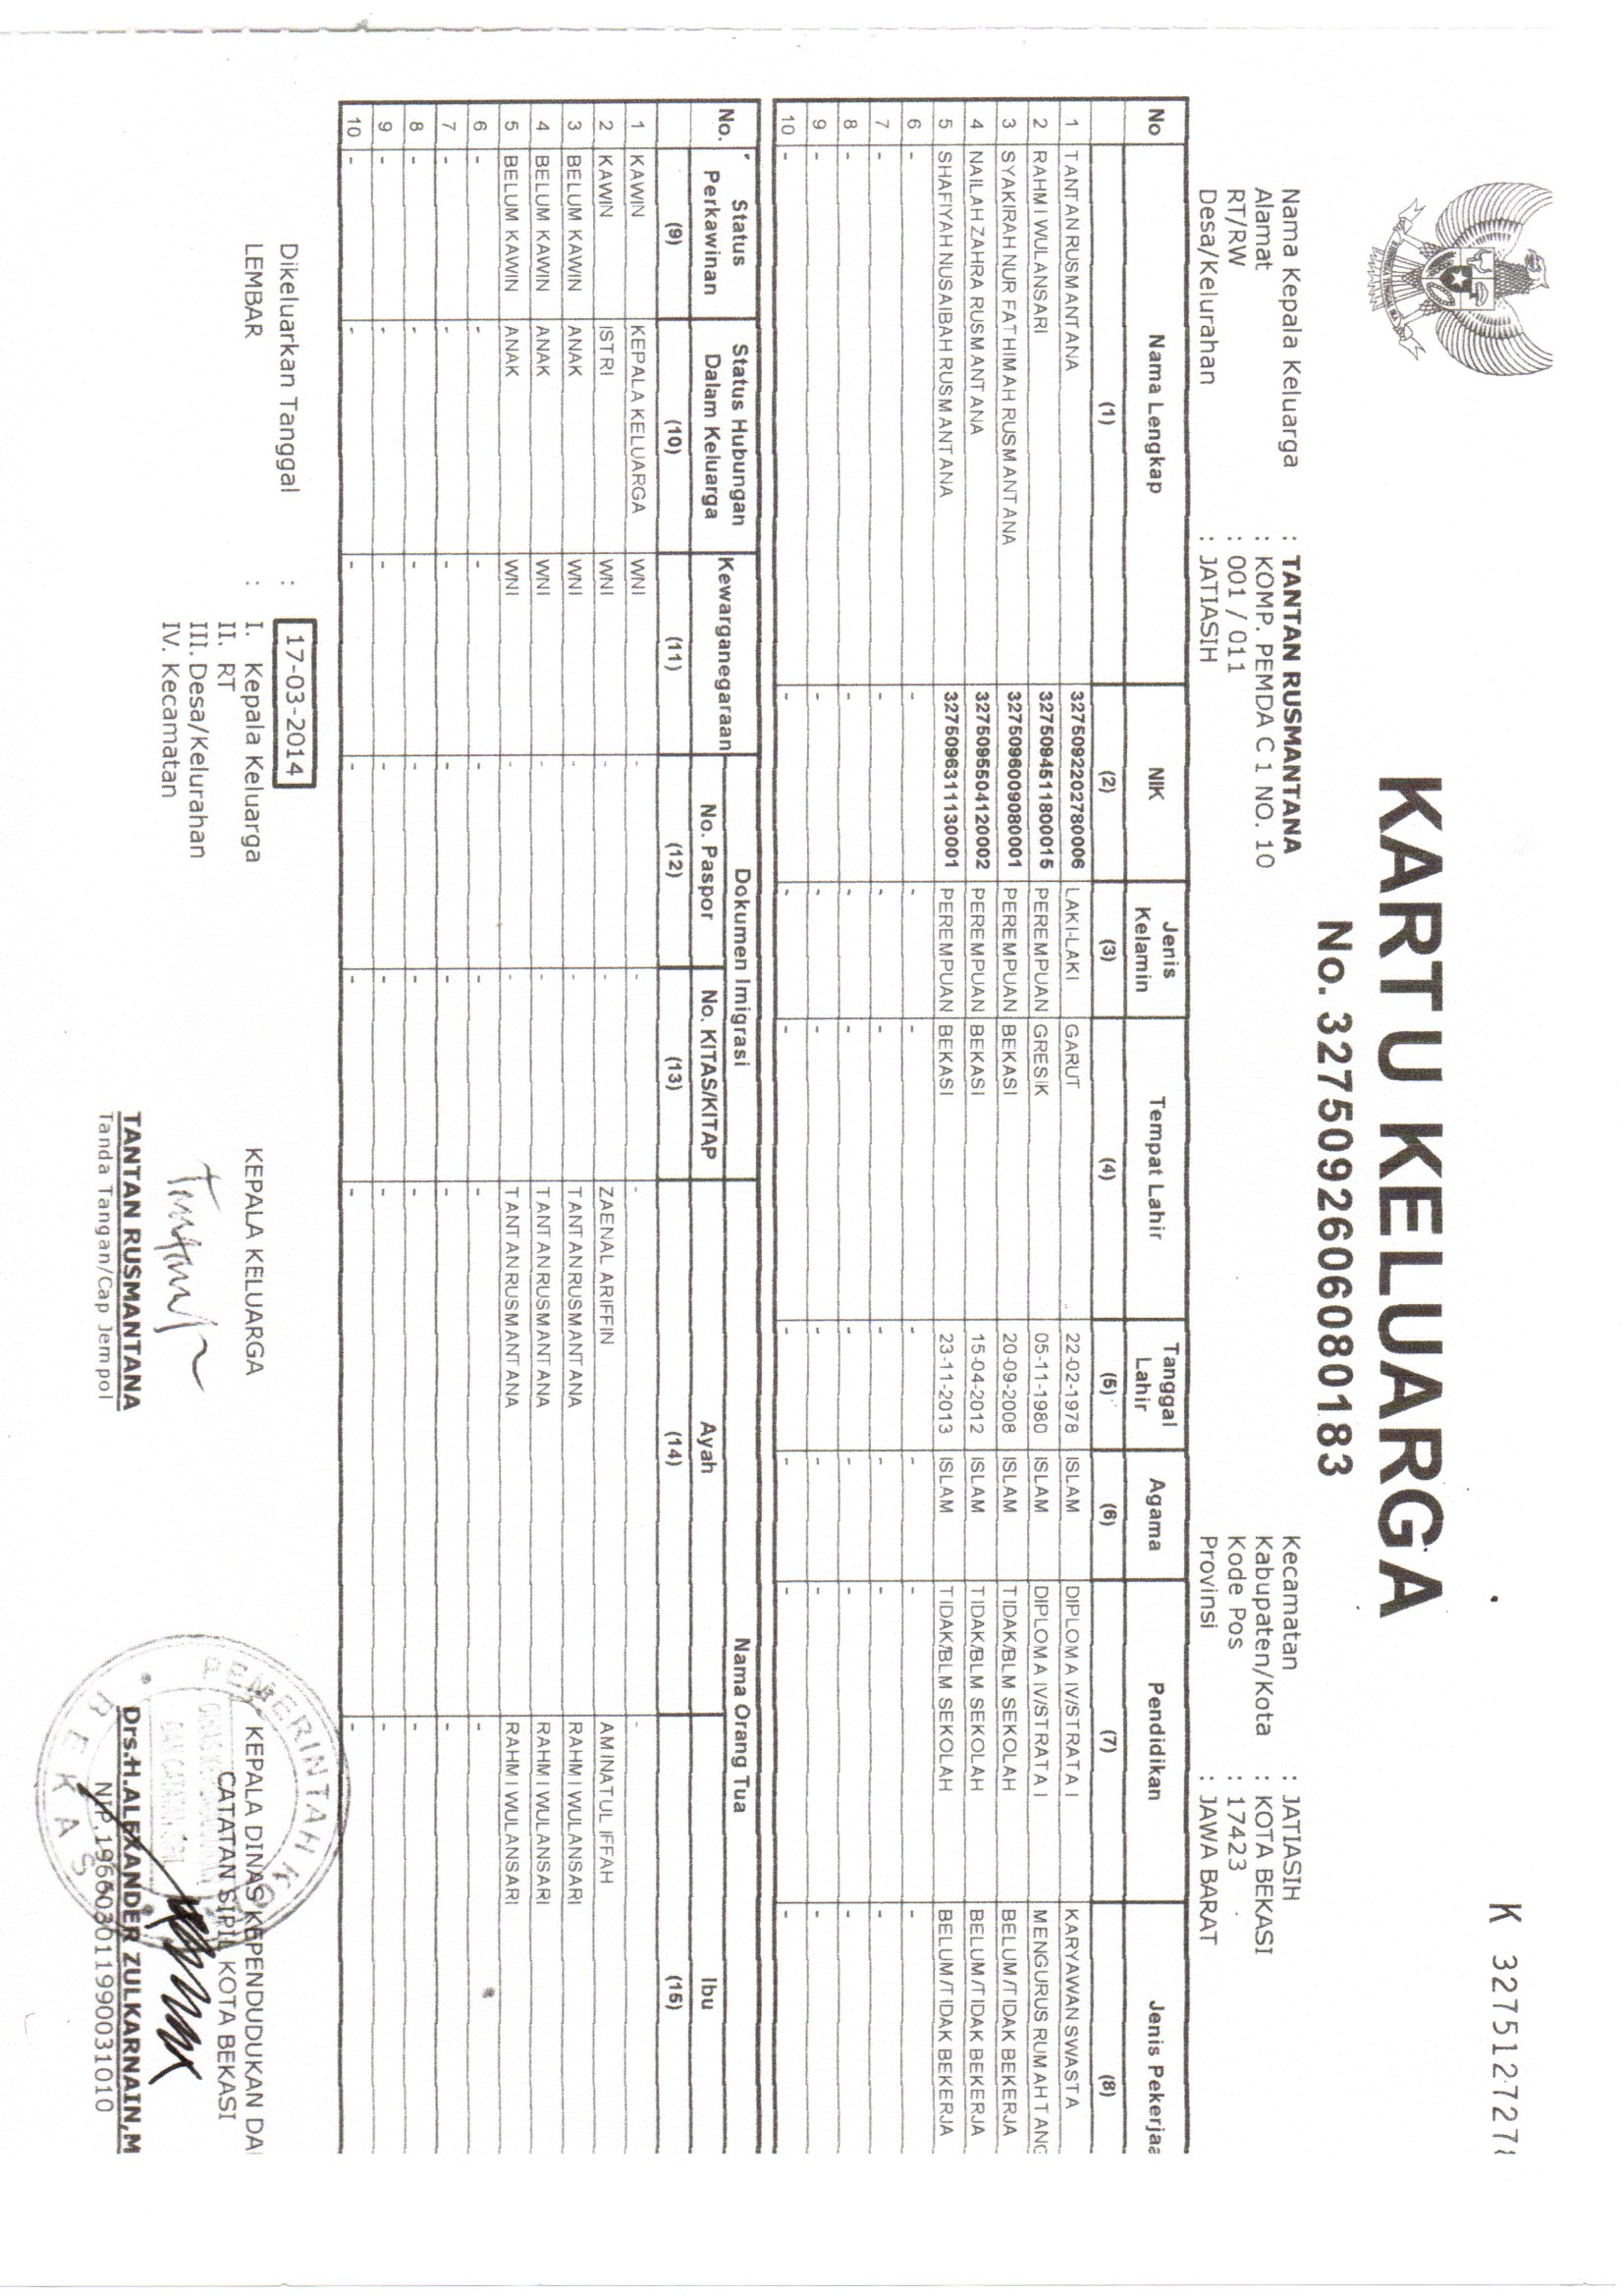 K 3275127278
KARTU KELUARGA
No. 3275092606080183
Nama Kepala Keluarga : TANTAN RUSMANTANA Kecamatan : JATIASIH
Alamat : KOMP. PEMDA C 1 NO. 10 Kabupaten/Kota : KOTA BEKASI
RT/RW : 001 / 011 Kode Pos : 17423
Desa/Kelurahan : JATIASIH Provinsi : JAWA BARAT
No Nama Lengkap NIK Jenis Kelamin Tempat Lahir Tanggal Lahir Agama Pendidikan Jenis Pekerjaa
(1) (2) (3) (4) (5) (6) (7) (8)
1 TANTAN RUSMANTANA 3275092202780006 LAKI-LAKI GARUT 22-02-1978 ISLAM DIPLOMA IV/STRATA I KARYAWAN SWASTA
2 RAHMI WULANSARI 3275094511800015 PEREMPUAN GRESIK 05-11-1980 ISLAM DIPLOMA IV/STRATA I MENGURUS RUMAH TANG
3 SYAKIRAH NUR FATHIMAH RUSMANTANA 3275096009080001 PEREMPUAN BEKASI 20-09-2008 ISLAM TIDAK/BLM SEKOLAH BELUM/TIDAK BEKERJA
4 NAILAH ZAHRA RUSMANTANA 3275095504120002 PEREMPUAN BEKASI 15-04-2012 ISLAM TIDAK/BLM SEKOLAH BELUM/TIDAK BEKERJA
5 SHAFIYAH NUSAIBAH RUSMANTANA 3275096311130001 PEREMPUAN BEKASI 23-11-2013 ISLAM TIDAK/BLM SEKOLAH BELUM/TIDAK BEKERJA
6 - - - - - - - -
7 - - - - - - - -
8 - - - - - - - -
9 - - - - - - - -
10 - - - - - - - -
No. Status Perkawinan Status Hubungan Dalam Keluarga Kewarganegaraan Dokumen Imigrasi Nama Orang Tua
No. Paspor No. KITAS/KITAP Ayah Ibu
(9) (10) (11) (12) (13) (14) (15)
1 KAWIN KEPALA KELUARGA WNI - - - -
2 KAWIN ISTRI WNI - - ZAENAL ARIFFIN AMINATUL IFFAH
3 BELUM KAWIN ANAK WNI - - TANTAN RUSMANTANA RAHMI WULANSARI
4 BELUM KAWIN ANAK WNI - - TANTAN RUSMANTANA RAHMI WULANSARI
5 BELUM KAWIN ANAK WNI - - TANTAN RUSMANTANA RAHMI WULANSARI
6 - - - - - - -
7 - - - - - - -
8 - - - - - - -
9 - - - - - - -
10 - - - - - - -
Dikeluarkan Tanggal : 17-03-2014
LEMBAR : I. Kepala Keluarga
II. RT
III. Desa/Kelurahan
IV. Kecamatan
KEPALA KELUARGA
TANTAN RUSMANTANA
Tanda Tangan/Cap Jempol
KEPALA DINAS KEPENDUDUKAN DA
CATATAN SIPIL KOTA BEKASI
PEMERINTAH KO
BEKAS
Drs.H.ALEXANDER ZULKARNAIN,M
NIP.196603011990031010